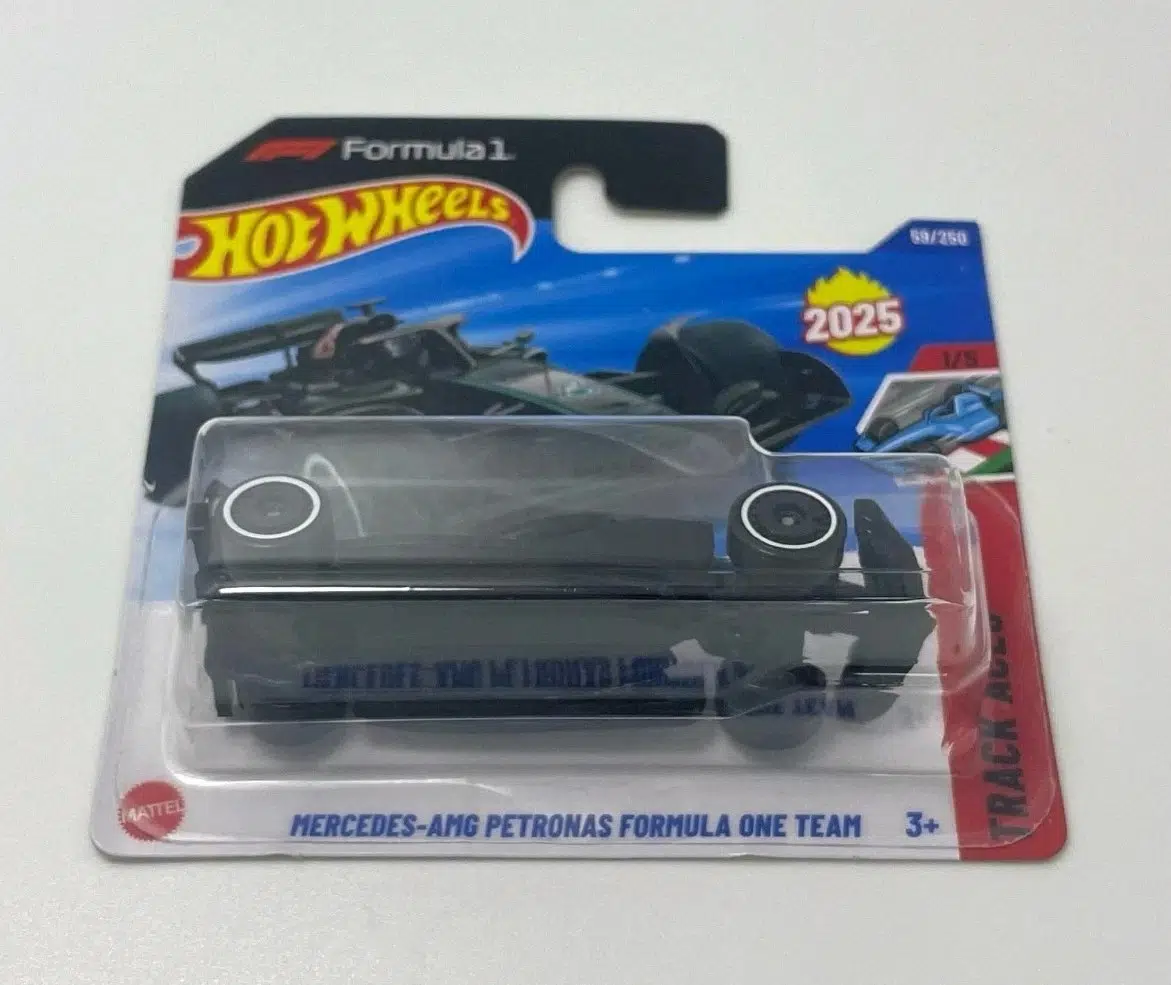 F1 Formula 1
Hot Wheels
59/250
2025
1/5
TRACK ACES
MATTEL
MERCEDES-AMG PETRONAS FORMULA ONE TEAM 3+